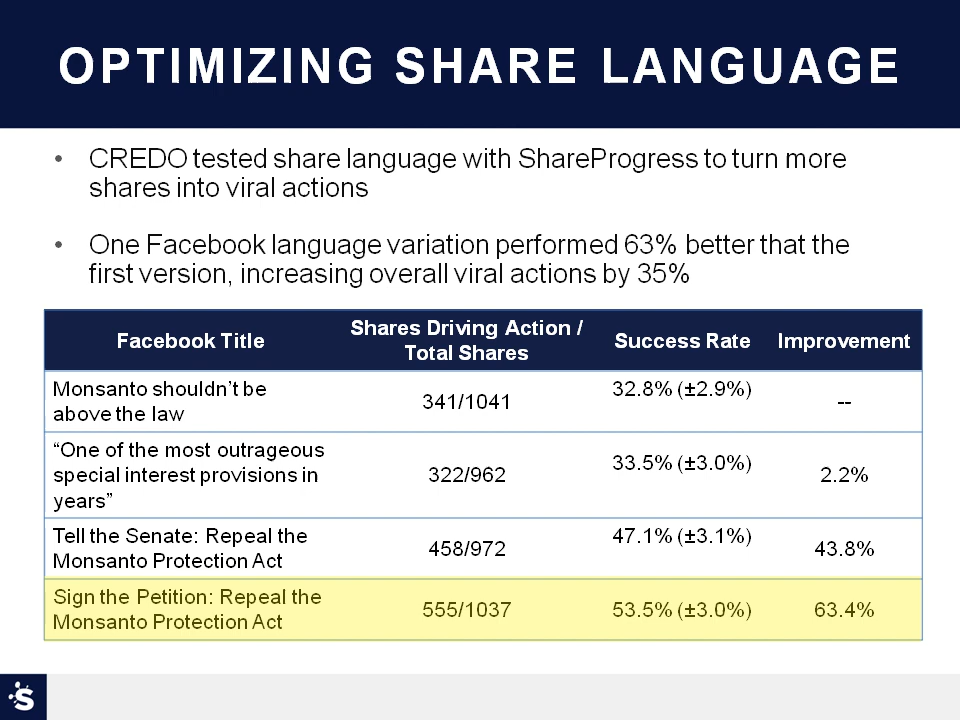 OPTIMIZING SHARE LANGUAGE
• CREDO tested share language with ShareProgress to turn more
shares into viral actions
• One Facebook language variation performed 63% better that the
first version, increasing overall viral actions by 35%
Facebook Title
Shares Driving Action /
Total Shares
Success Rate
Improvement
Monsanto shouldn’t be
above the law
341/1041
32.8% (±2.9%)
--
“One of the most outrageous
special interest provisions in
years”
322/962
33.5% (±3.0%)
2.2%
Tell the Senate: Repeal the
Monsanto Protection Act
458/972
47.1% (±3.1%)
43.8%
Sign the Petition: Repeal the
Monsanto Protection Act
555/1037
53.5% (±3.0%)
63.4%
S